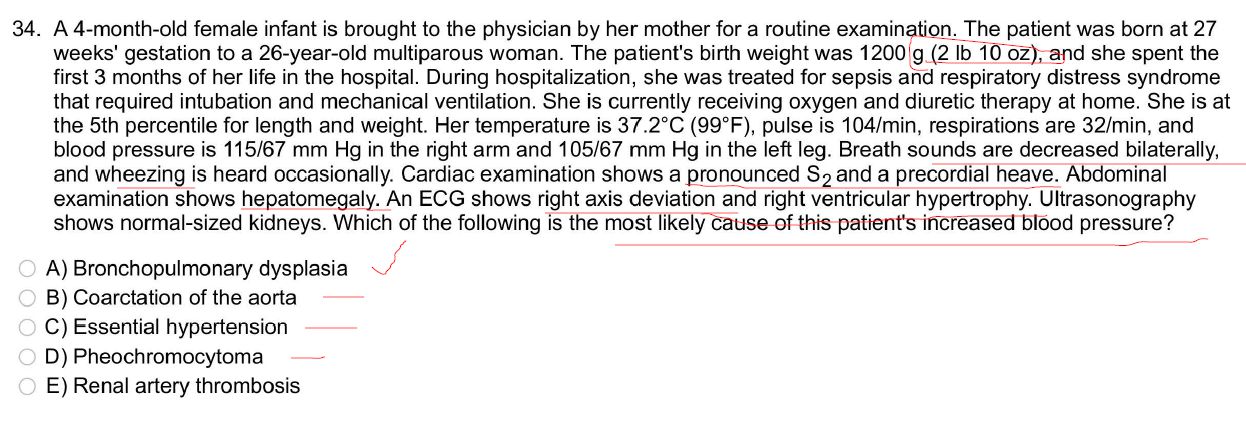 34. A 4-month-old female infant is brought to the physician by her mother for a routine examination. The patient was born at 27
weeks' gestation to a 26-year-old multiparous woman. The patient's birth weight was 1200 g (2 lb 10 oz), and she spent the
first 3 months of her life in the hospital. During hospitalization, she was treated for sepsis and respiratory distress syndrome
that required intubation and mechanical ventilation. She is currently receiving oxygen and diuretic therapy at home. She is at
the 5th percentile for length and weight. Her temperature is 37.2°C (99°F), pulse is 104/min, respirations are 32/min, and
blood pressure is 115/67 mm Hg in the right arm and 105/67 mm Hg in the left leg. Breath sounds are decreased bilaterally,
and wheezing is heard occasionally. Cardiac examination shows a pronounced S2 and a precordial heave. Abdominal
examination shows hepatomegaly. An ECG shows right axis deviation and right ventricular hypertrophy. Ultrasonography
shows normal-sized kidneys. Which of the following is the most likely cause of this patient's increased blood pressure?
A) Bronchopulmonary dysplasia
B) Coarctation of the aorta
C) Essential hypertension
D) Pheochromocytoma
E) Renal artery thrombosis